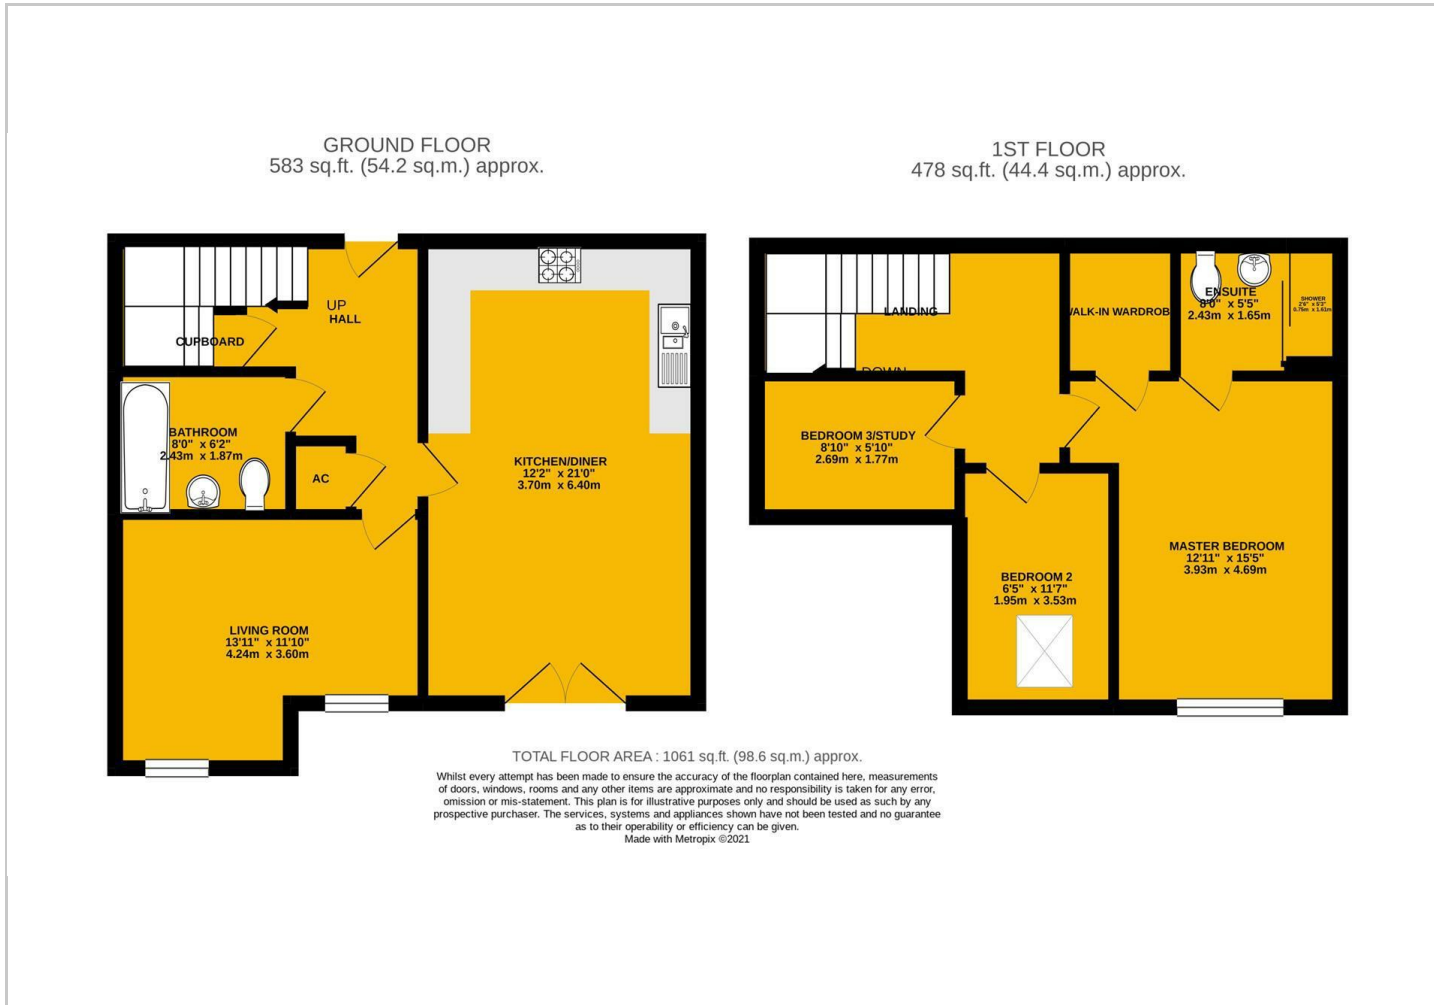 GROUND FLOOR
583 sq.ft. (54.2 sq.m.) approx.
1ST FLOOR
478 sq.ft. (44.4 sq.m.) approx.
UP
HALL
CUPBOARD
BATHROOM
8'0" x 6'2"
2.43m x 1.87m
AC
KITCHEN/DINER
12'2" x 21'0"
3.70m x 6.40m
LIVING ROOM
13'11" x 11'10"
4.24m x 3.60m
LANDING
DOWN
WALK-IN WARDROBE
ENSUITE
8'0" x 5'5"
2.43m x 1.65m
SHOWER
2'6" x 5'3"
0.75m x 1.61m
BEDROOM 3/STUDY
8'10" x 5'10"
2.69m x 1.77m
BEDROOM 2
6'5" x 11'7"
1.95m x 3.53m
MASTER BEDROOM
12'11" x 15'5"
3.93m x 4.69m
TOTAL FLOOR AREA : 1061 sq.ft. (98.6 sq.m.) approx.
Whilst every attempt has been made to ensure the accuracy of the floorplan contained here, measurements
of doors, windows, rooms and any other items are approximate and no responsibility is taken for any error,
omission or mis-statement. This plan is for illustrative purposes only and should be used as such by any
prospective purchaser. The services, systems and appliances shown have not been tested and no guarantee
as to their operability or efficiency can be given.
Made with Metropix ©2021